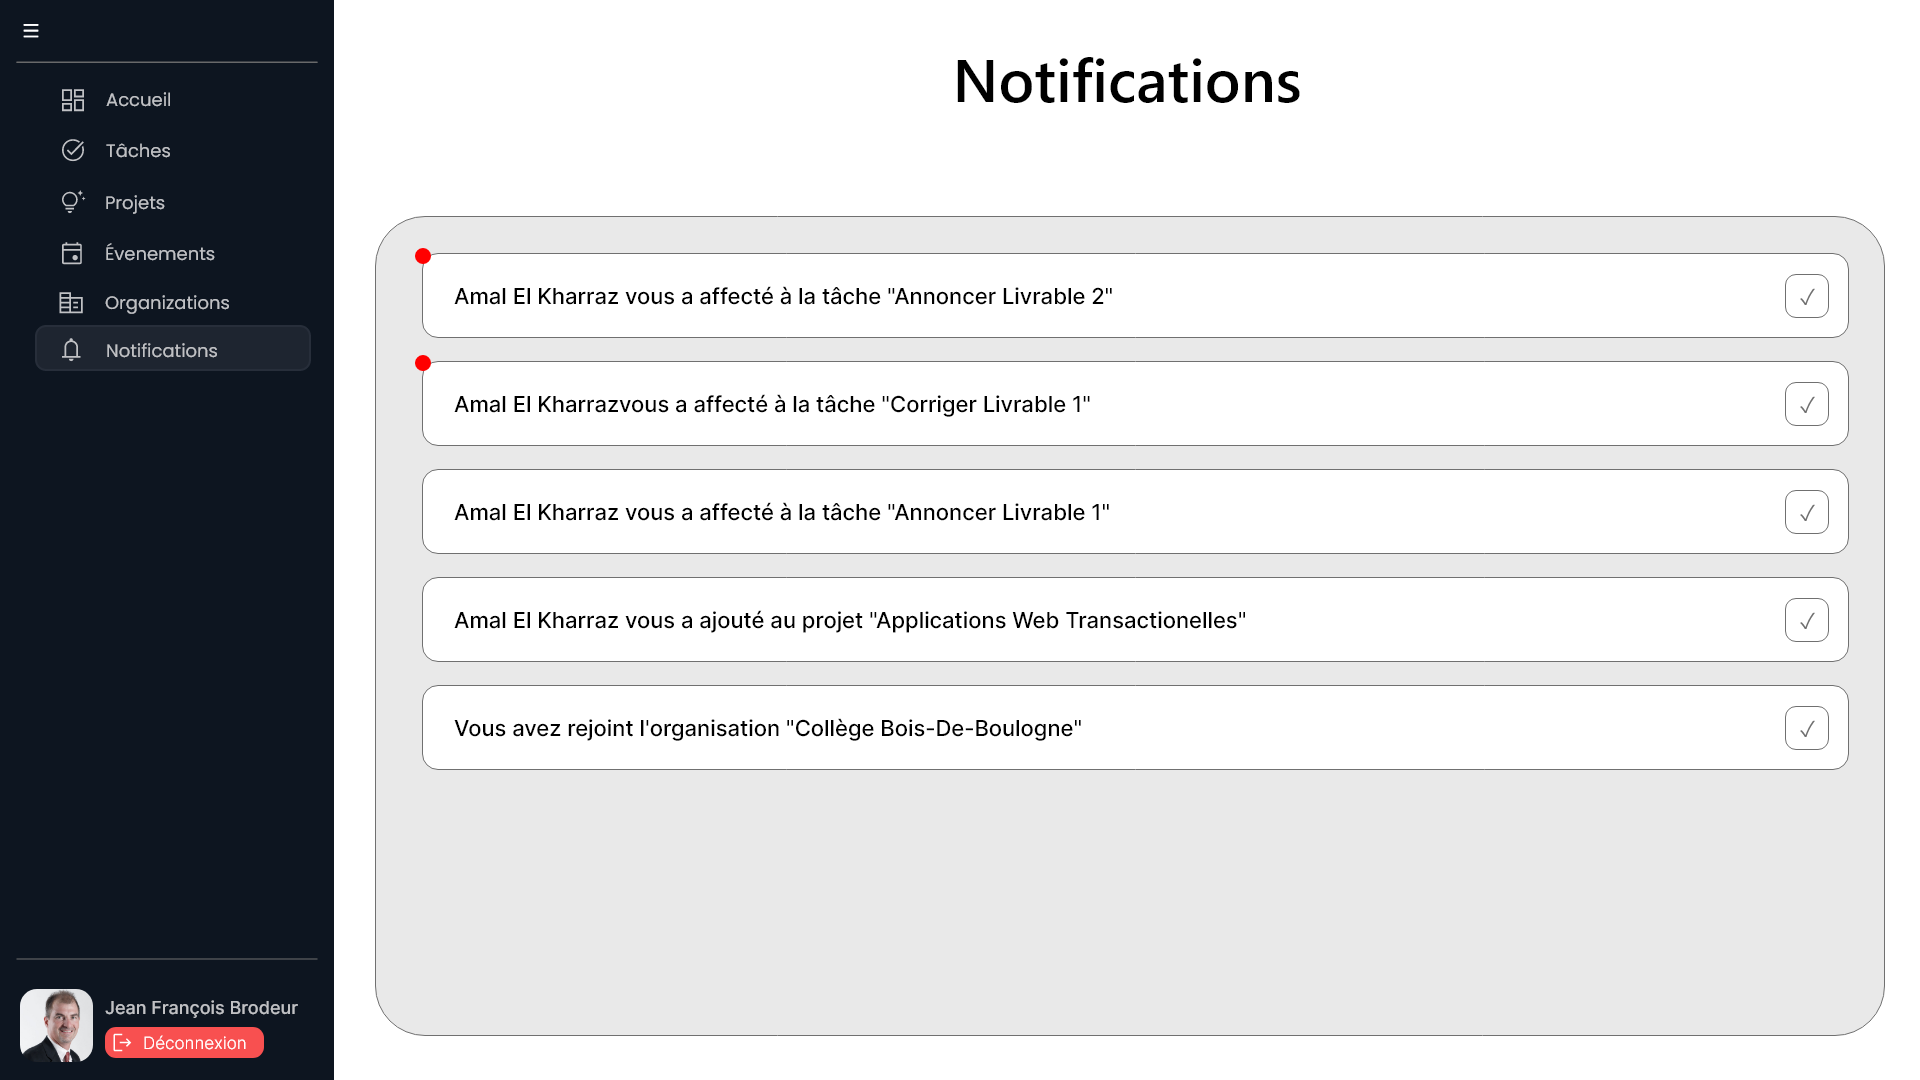 Accueil
Tâches
Projets
Évenements
Organizations
Notifications
Jean François Brodeur
Déconnexion
Notifications
Amal El Kharraz vous a affecté à la tâche "Annoncer Livrable 2"
Amal El Kharrazvous a affecté à la tâche "Corriger Livrable 1"
Amal El Kharraz vous a affecté à la tâche "Annoncer Livrable 1"
Amal El Kharraz vous a ajouté au projet "Applications Web Transactionelles"
Vous avez rejoint l'organisation "Collège Bois-De-Boulogne"